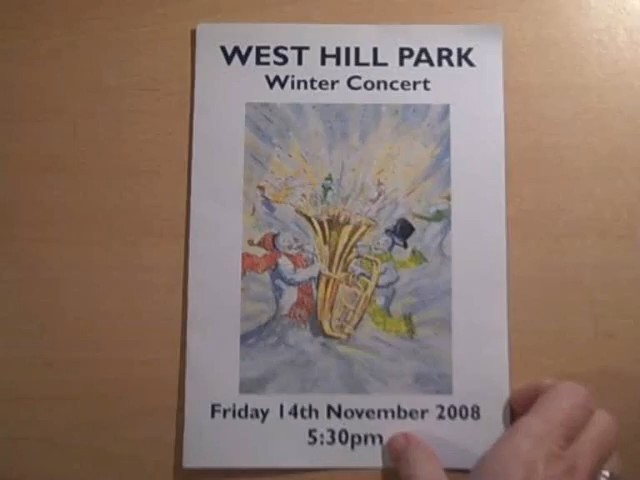 WEST HILL PARK
Winter Concert
Friday 14th November 2008
5:30pm